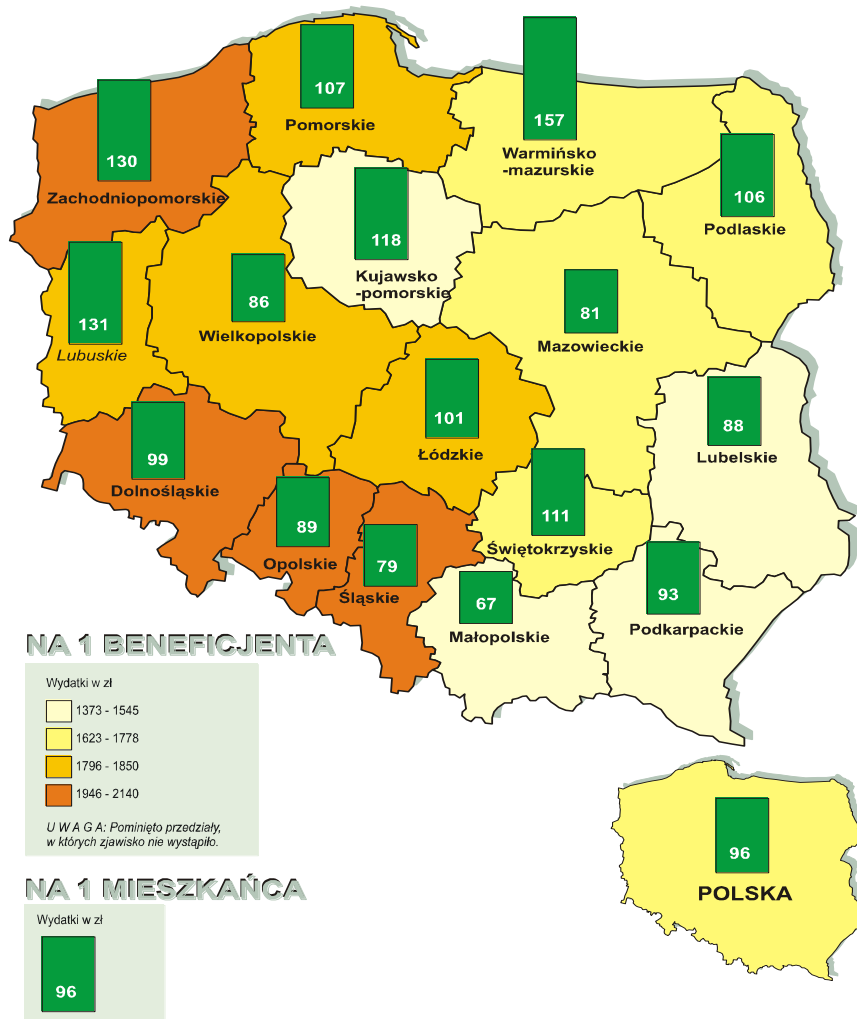 107
Pomorskie
157
Warmińsko
-mazurskie
130
Zachodniopomorskie
106
Podlaskie
118
Kujawsko
-pomorskie
131
Lubuskie
86
Wielkopolskie
81
Mazowieckie
101
Łódzkie
88
Lubelskie
99
Dolnośląskie
89
Opolskie
79
Śląskie
111
Świętokrzyskie
67
Małopolskie
93
Podkarpackie
NA 1 BENEFICJENTA
Wydatki w zł
1373 - 1545
1623 - 1778
1796 - 1850
1946 - 2140
U W A G A: Pominięto przedziały,
w których zjawisko nie wystąpiło.
96
POLSKA
NA 1 MIESZKAŃCA
Wydatki w zł
96